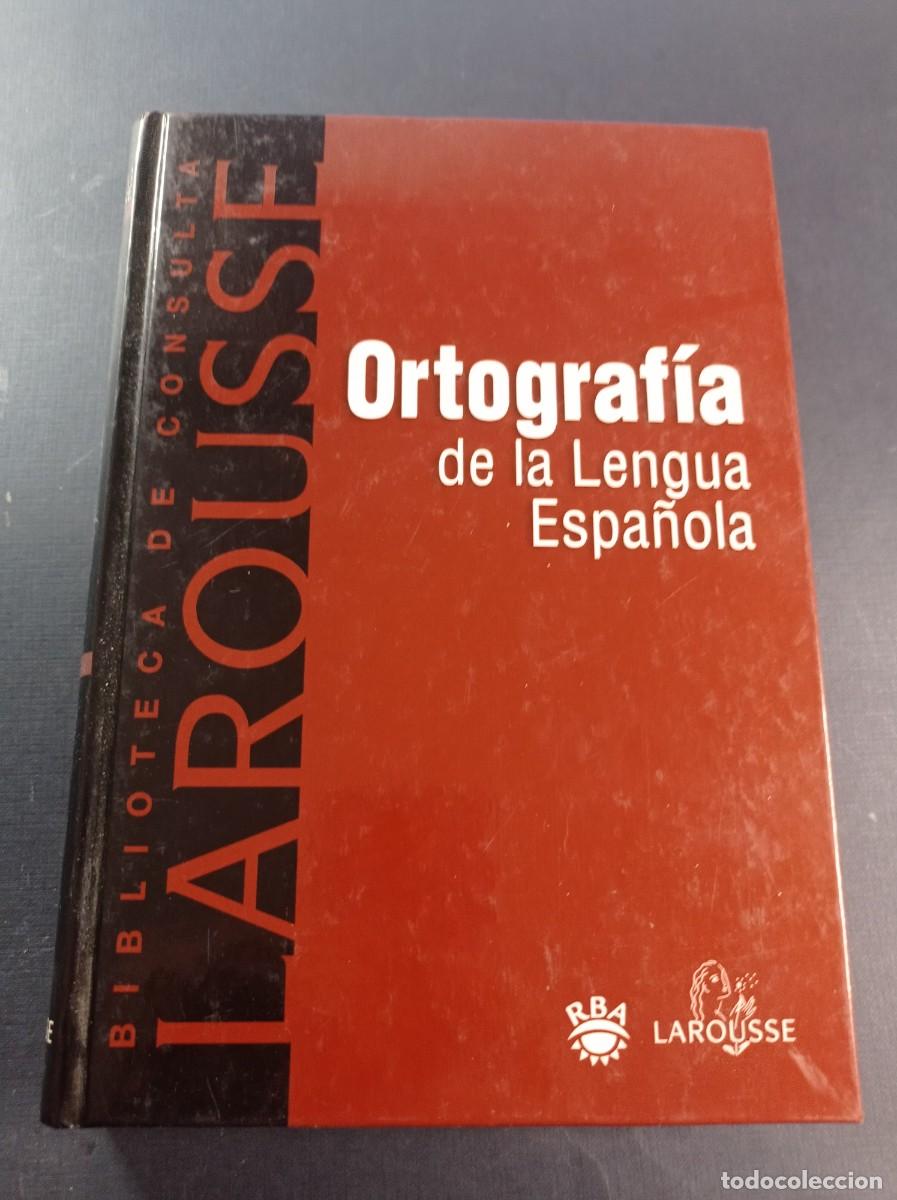 BIBLIOTECA DE CONSULTA
LAROUSSE
Ortografía
de la Lengua
Española
RBA
LAROUSSE
E
todocoleccion